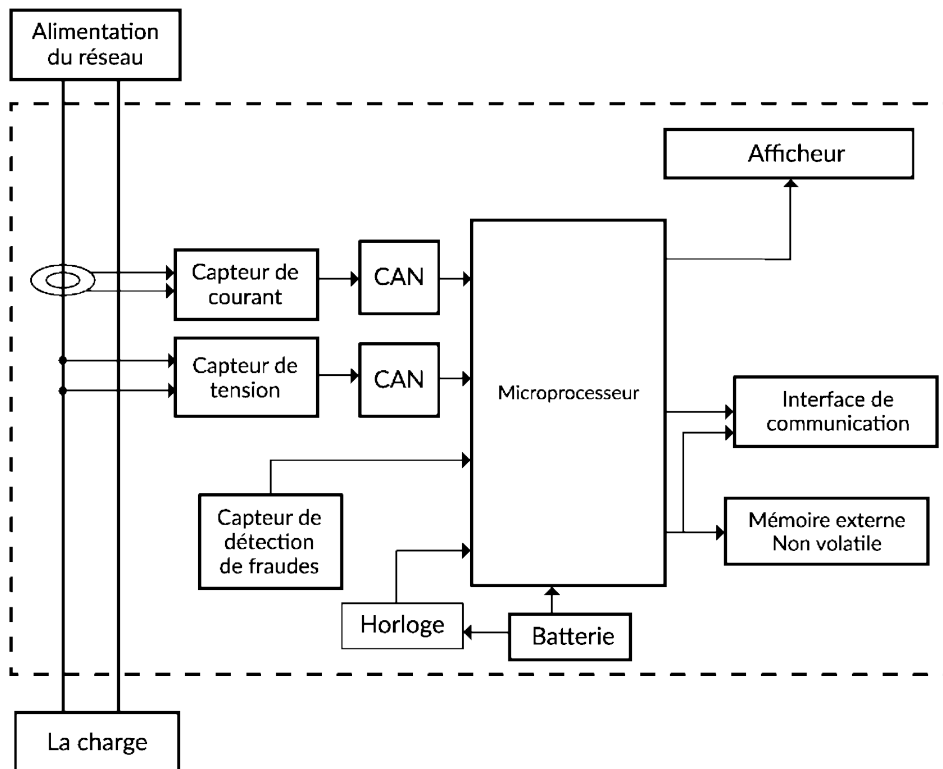 Alimentation
du réseau
Afficheur
Capteur de
courant
CAN
Capteur de
tension
CAN
Microprocesseur
Interface de
communication
Capteur de
détection
de fraudes
Mémoire externe
Non volatile
Horloge
Batterie
La charge